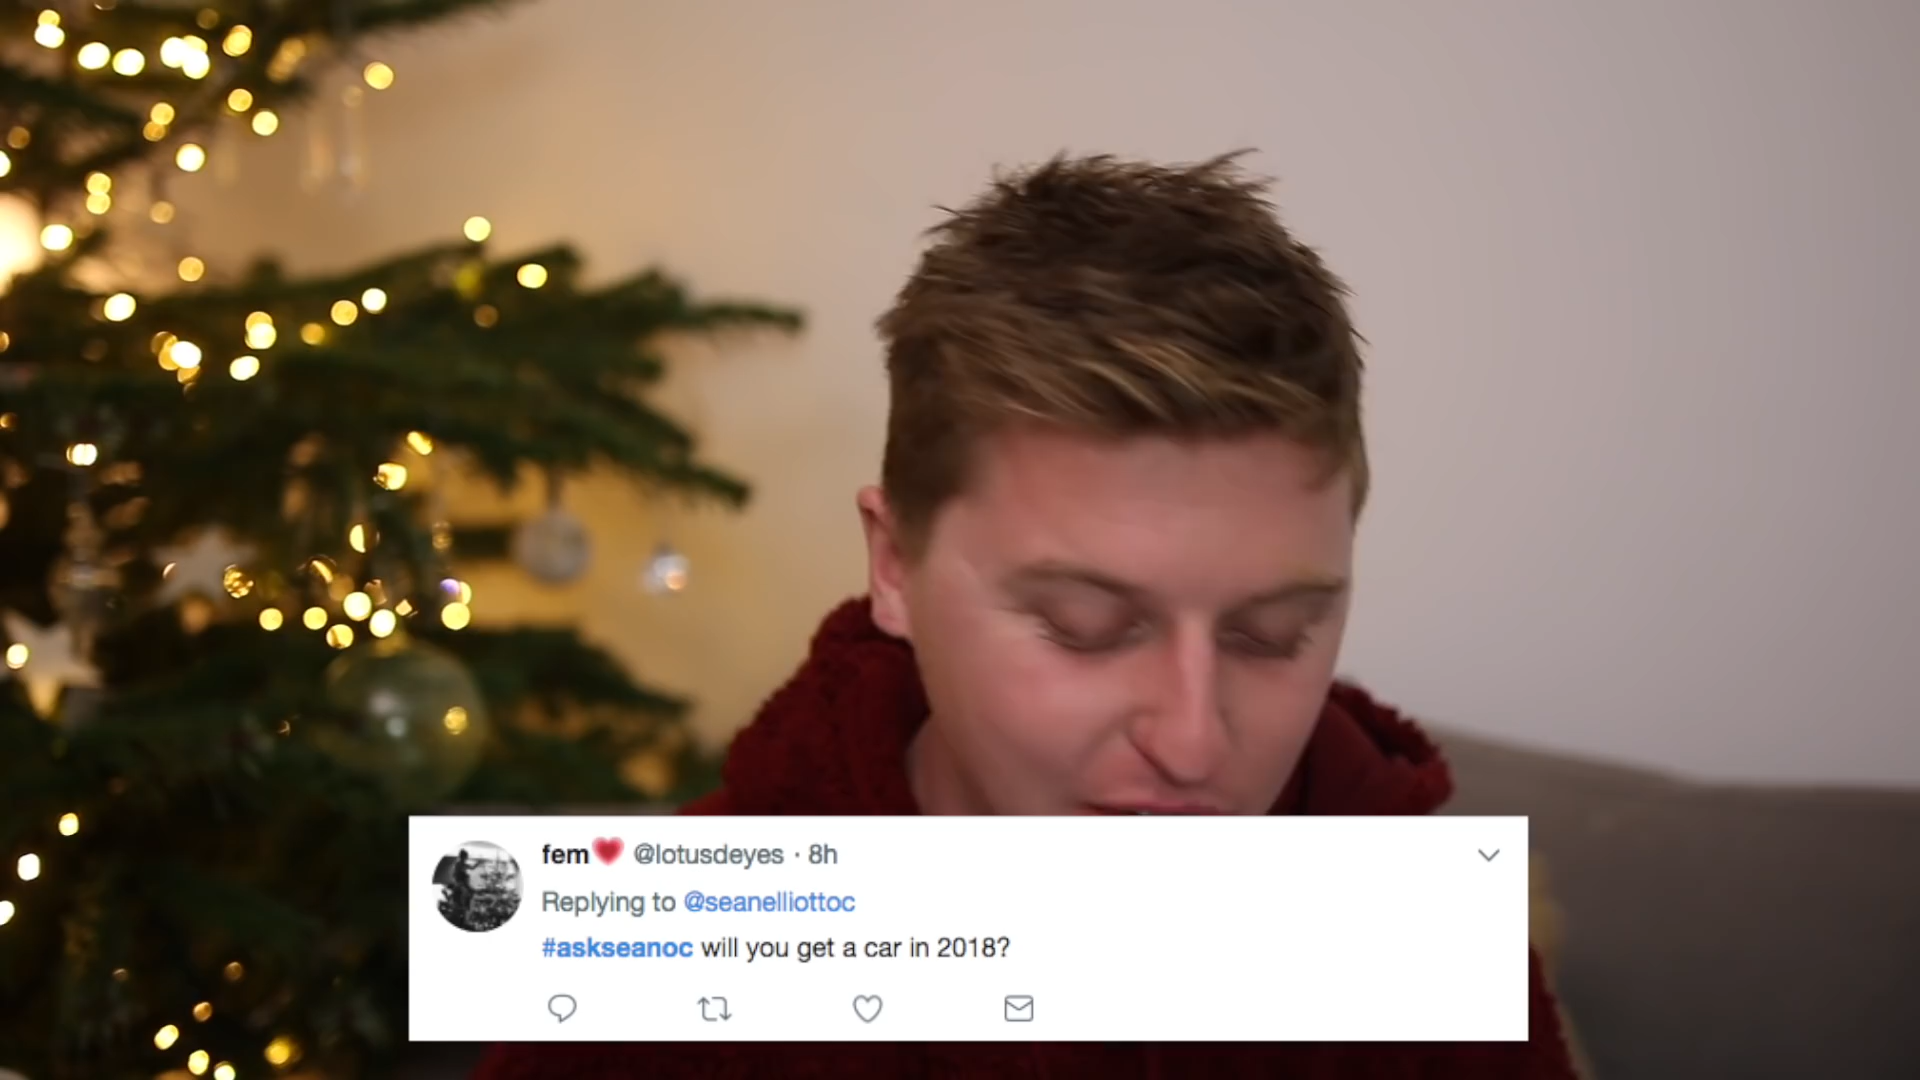 fem❤️ @lotusdeyes · 8h
Replying to @seanelliottoc
#askseanoc will you get a car in 2018?